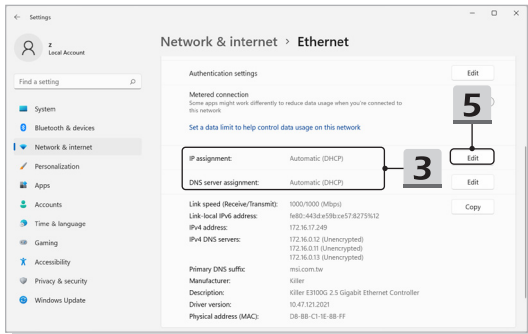 Settings
z
Local Account
Network & internet > Ethernet
Find a setting
System
Bluetooth & devices
Network & internet
Personalization
Apps
Accounts
Time & language
Gaming
Accessibility
Privacy & security
Windows Update
Authentication settings
Edit
Metered connection
Some apps might work differently to reduce data usage when you're connected to
this network
5
Set a data limit to help control data usage on this network
IP assignment: Automatic (DHCP)
Edit
3
DNS server assignment: Automatic (DHCP)
Edit
Link speed (Receive/Transmit): 1000/1000 (Mbps)
Copy
Link-local IPv6 address: fe80::443d:e59b:ce57:8275%12
IPv4 address: 172.16.17.249
IPv4 DNS servers: 172.16.0.12 (Unencrypted)
172.16.0.11 (Unencrypted)
172.16.0.13 (Unencrypted)
Primary DNS suffix: msi.com.tw
Manufacturer: Killer
Description: Killer E3100G 2.5 Gigabit Ethernet Controller
Driver version: 10.47.121.2021
Physical address (MAC): D8-BB-C1-1E-8B-FF